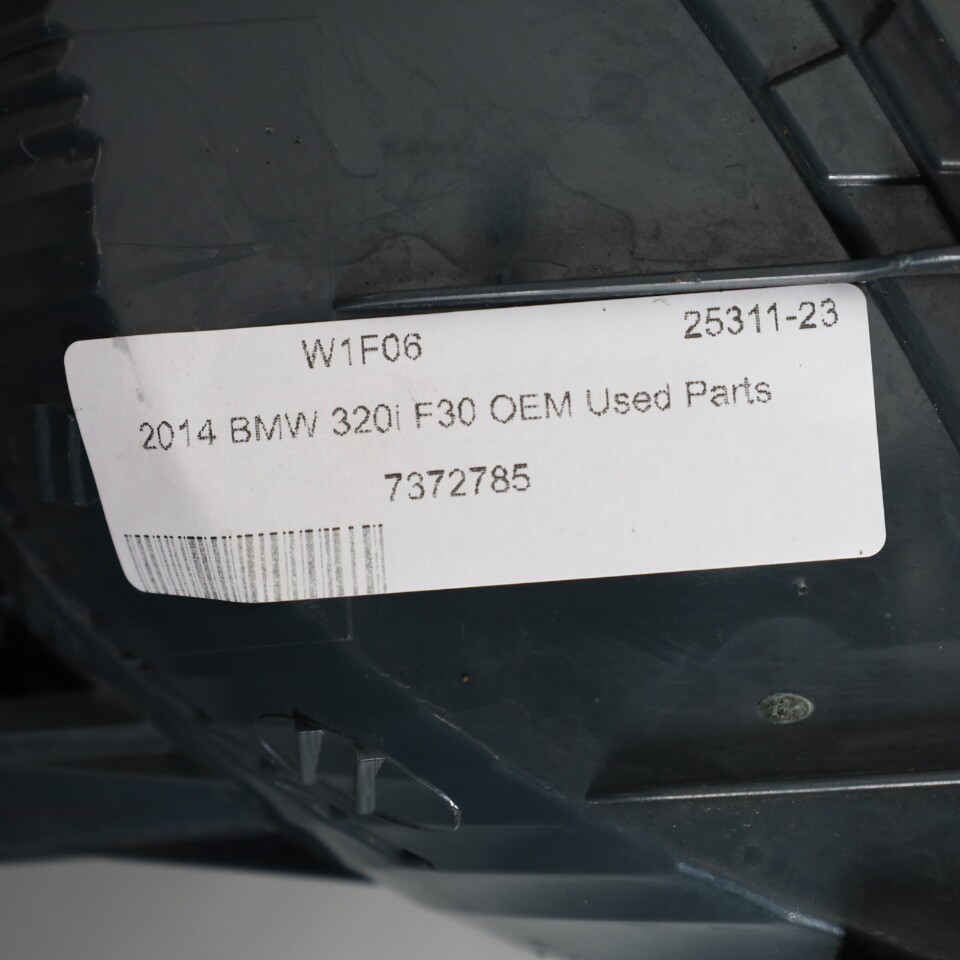 W1F06 25311-23
2014 BMW 320i F30 OEM Used Parts
7372785